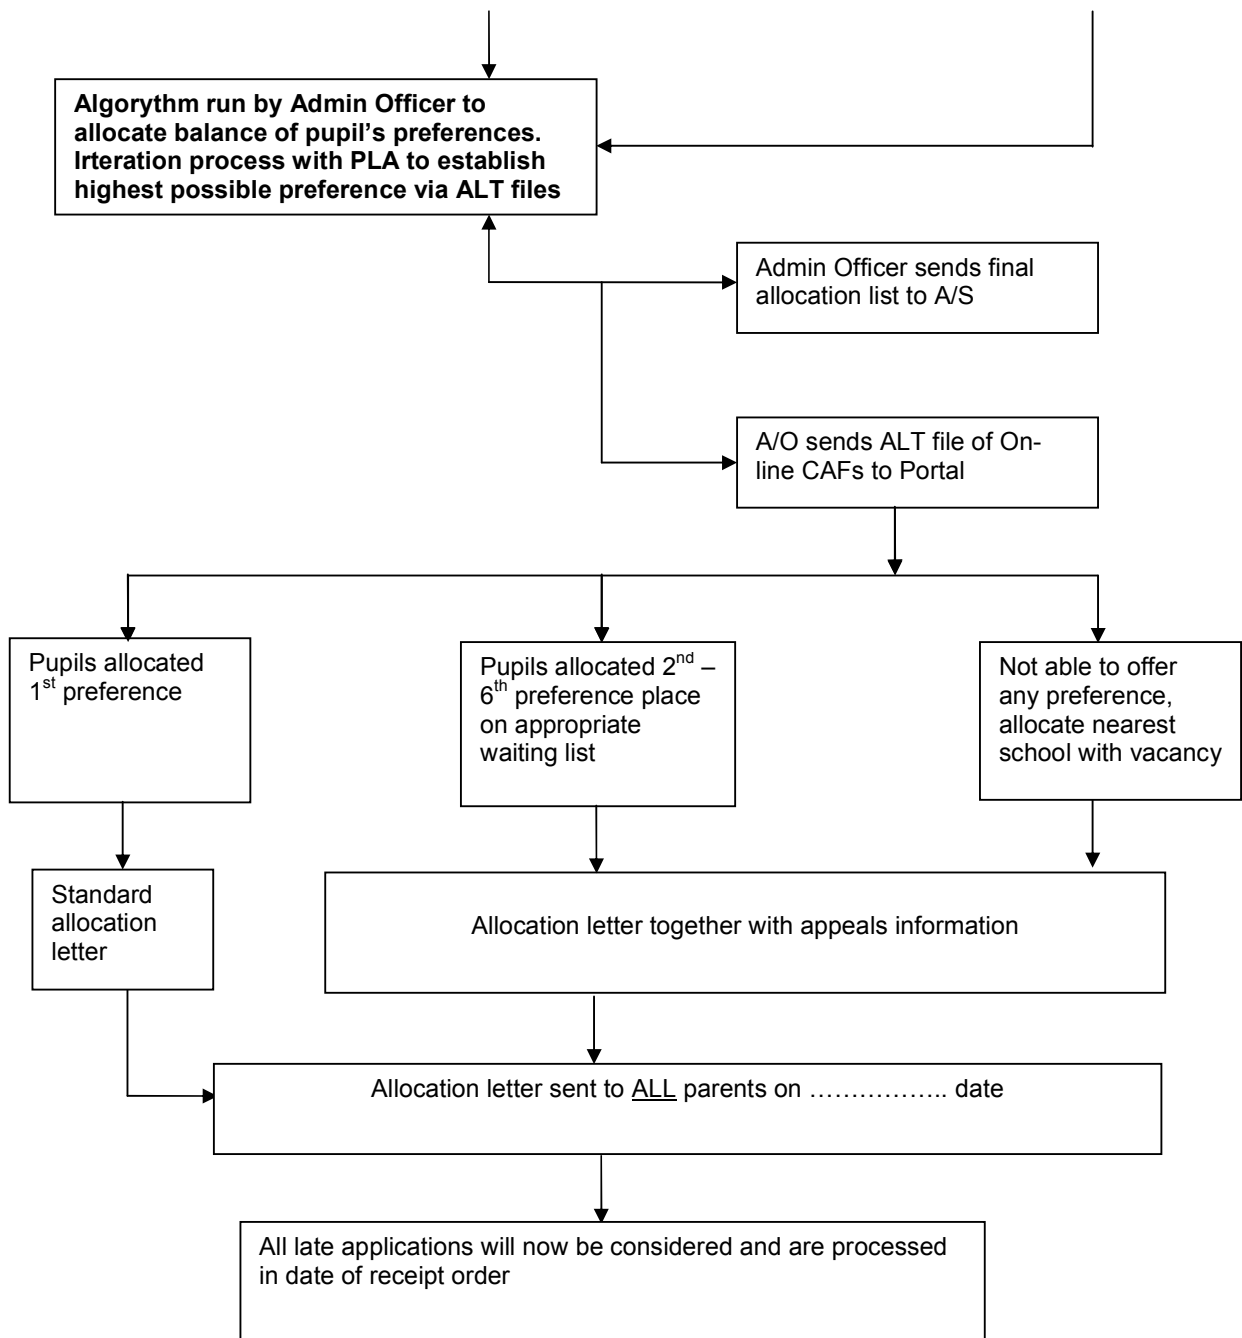 Algorythm run by Admin Officer to
allocate balance of pupil's preferences.
Irteration process with PLA to establish
highest possible preference via ALT files
Admin Officer sends final
allocation list to A/S
A/O sends ALT file of On-
line CAFs to Portal
Pupils allocated
1st preference
Pupils allocated 2nd –
6th preference place
on appropriate
waiting list
Not able to offer
any preference,
allocate nearest
school with vacancy
Standard
allocation
letter
Allocation letter together with appeals information
Allocation letter sent to ALL parents on …………….. date
All late applications will now be considered and are processed
in date of receipt order